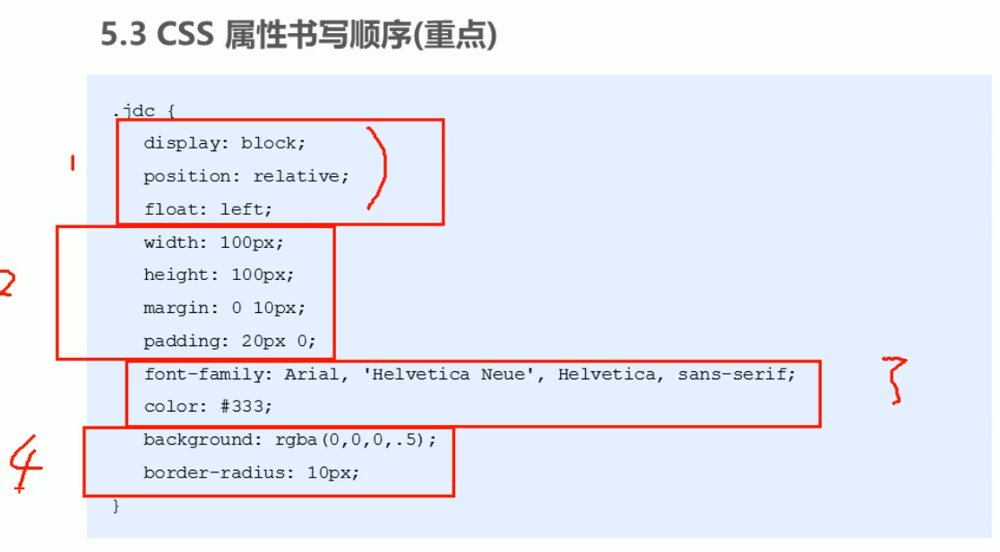 5.3 CSS 属性书写顺序(重点)
.jdc {
1
display: block;
position: relative;
float: left;
width: 100px;
2
height: 100px;
margin: 0 10px;
padding: 20px 0;
font-family: Arial, 'Helvetica Neue', Helvetica, sans-serif;
3
color: #333;
background: rgba(0,0,0,.5);
4
border-radius: 10px;
}